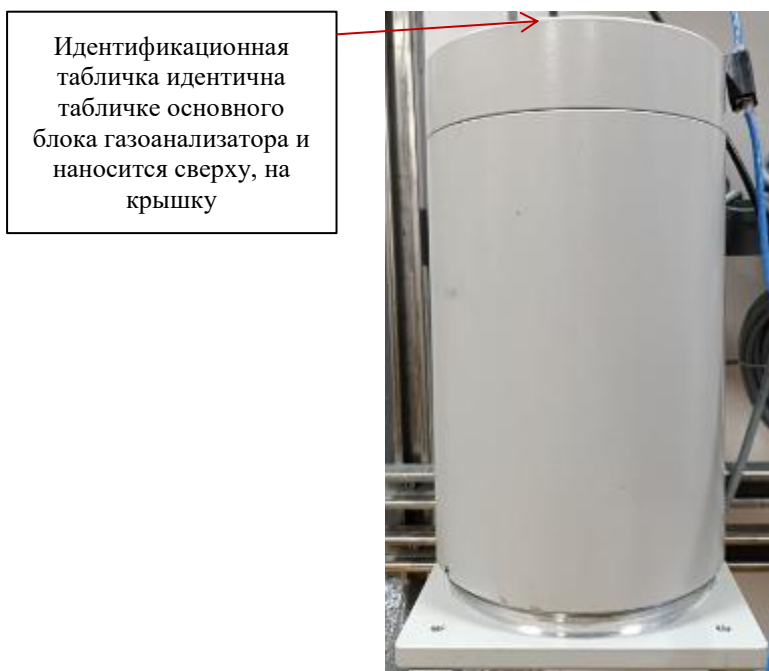 Идентификационная
табличка идентична
табличке основного
блока газоанализатора и
наносится сверху, на
крышку